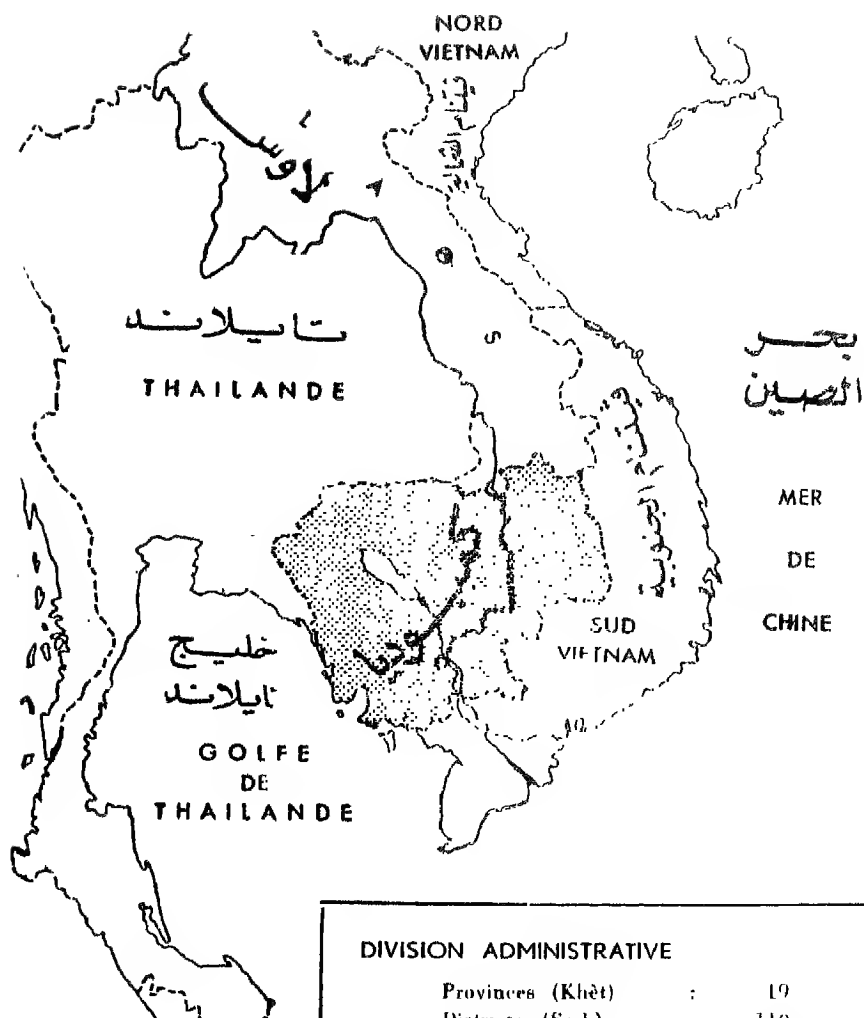 NORD
VIETNAM
لاوس
تايلاند
THAILANDE
بحر
الصين
MER
DE
CHINE
SUD
VIETNAM
خليج
تايلاند
GOLFE
DE
THAILANDE
DIVISION ADMINISTRATIVE
Provinces (Khèt) : 19